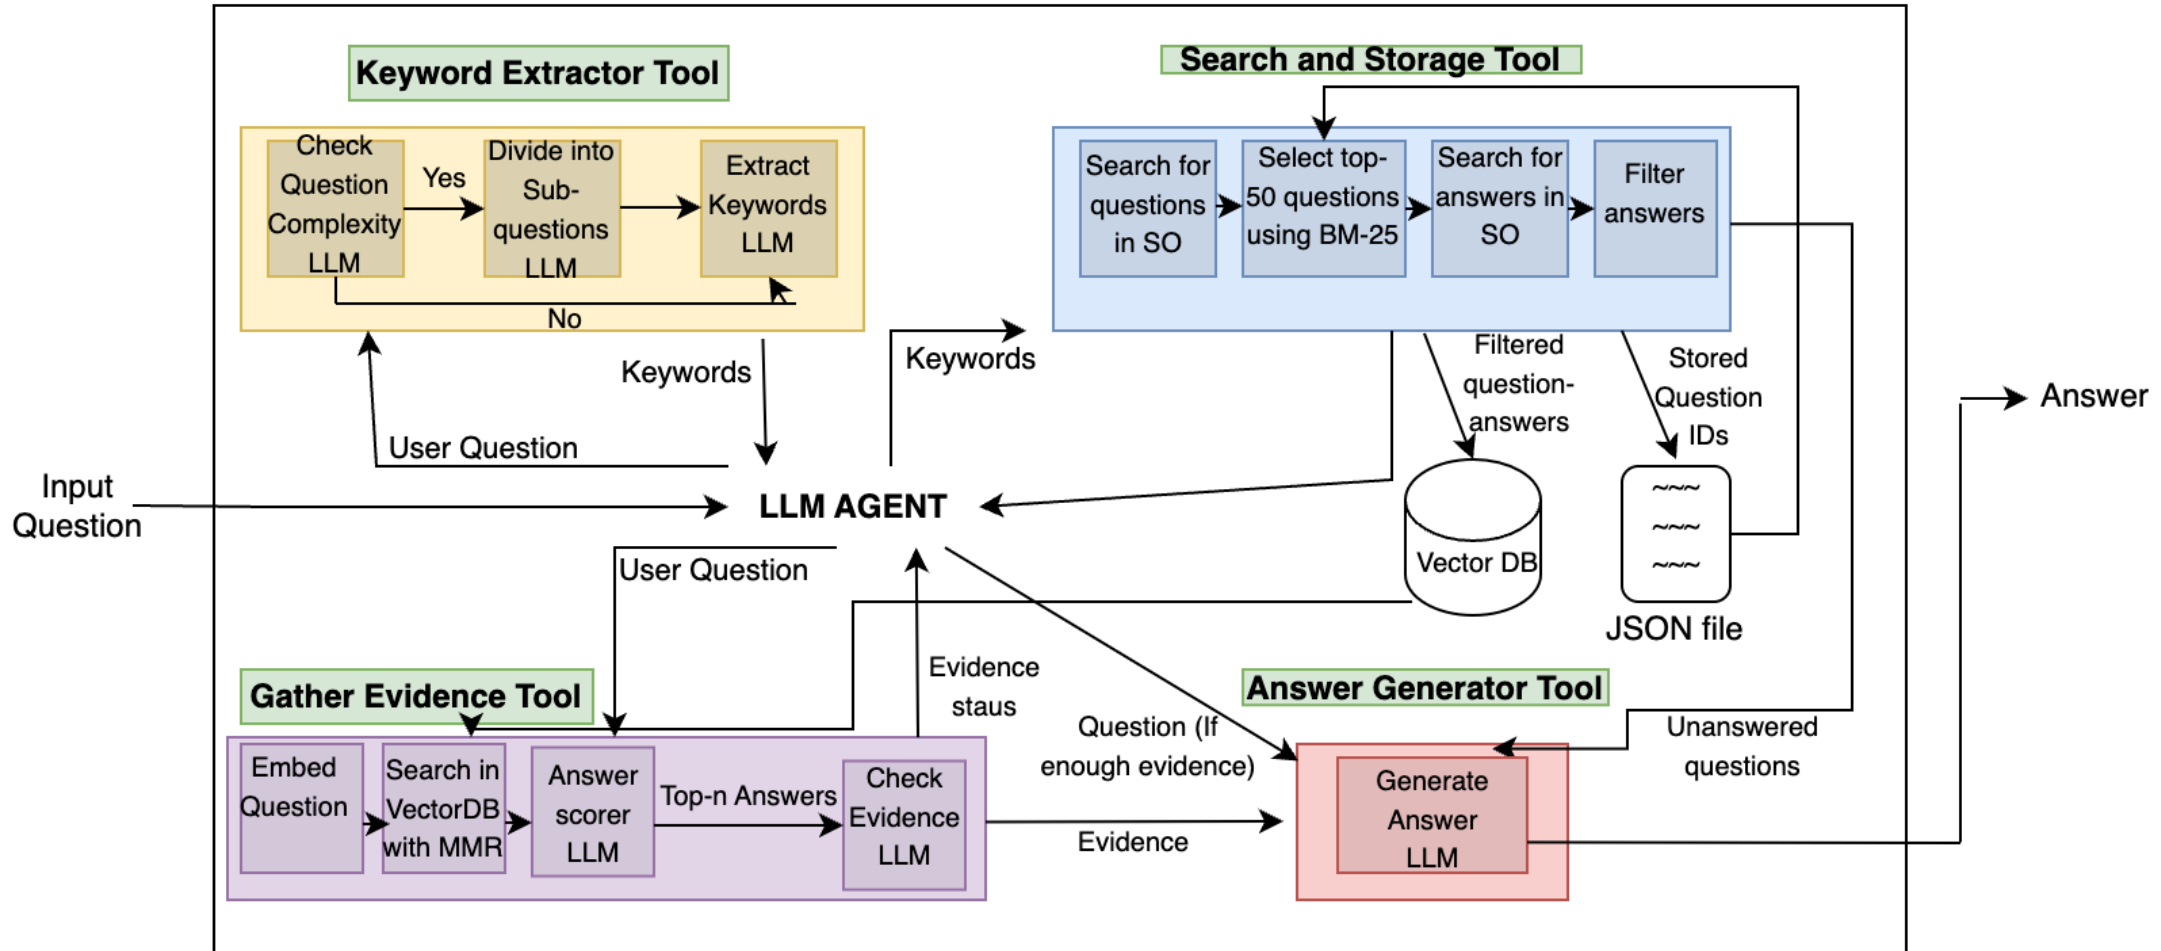 Keyword Extractor Tool
Search and Storage Tool
Check
Question
Complexity
LLM
Yes
Divide into
Sub-
questions
LLM
Extract
Keywords
LLM
No
Search for
questions
in SO
Select top-
50 questions
using BM-25
Search for
answers in
SO
Filter
answers
Keywords
Keywords
Filtered
question-
answers
Stored
Question
IDs
User Question
Input
Question
LLM AGENT
Answer
Vector DB
~~~
~~~
~~~
JSON file
User Question
Evidence
staus
Gather Evidence Tool
Answer Generator Tool
Question (If
enough evidence)
Unanswered
questions
Embed
Question
Search in
VectorDB
with MMR
Answer
scorer
LLM
Top-n Answers
Check
Evidence
LLM
Evidence
Generate
Answer
LLM